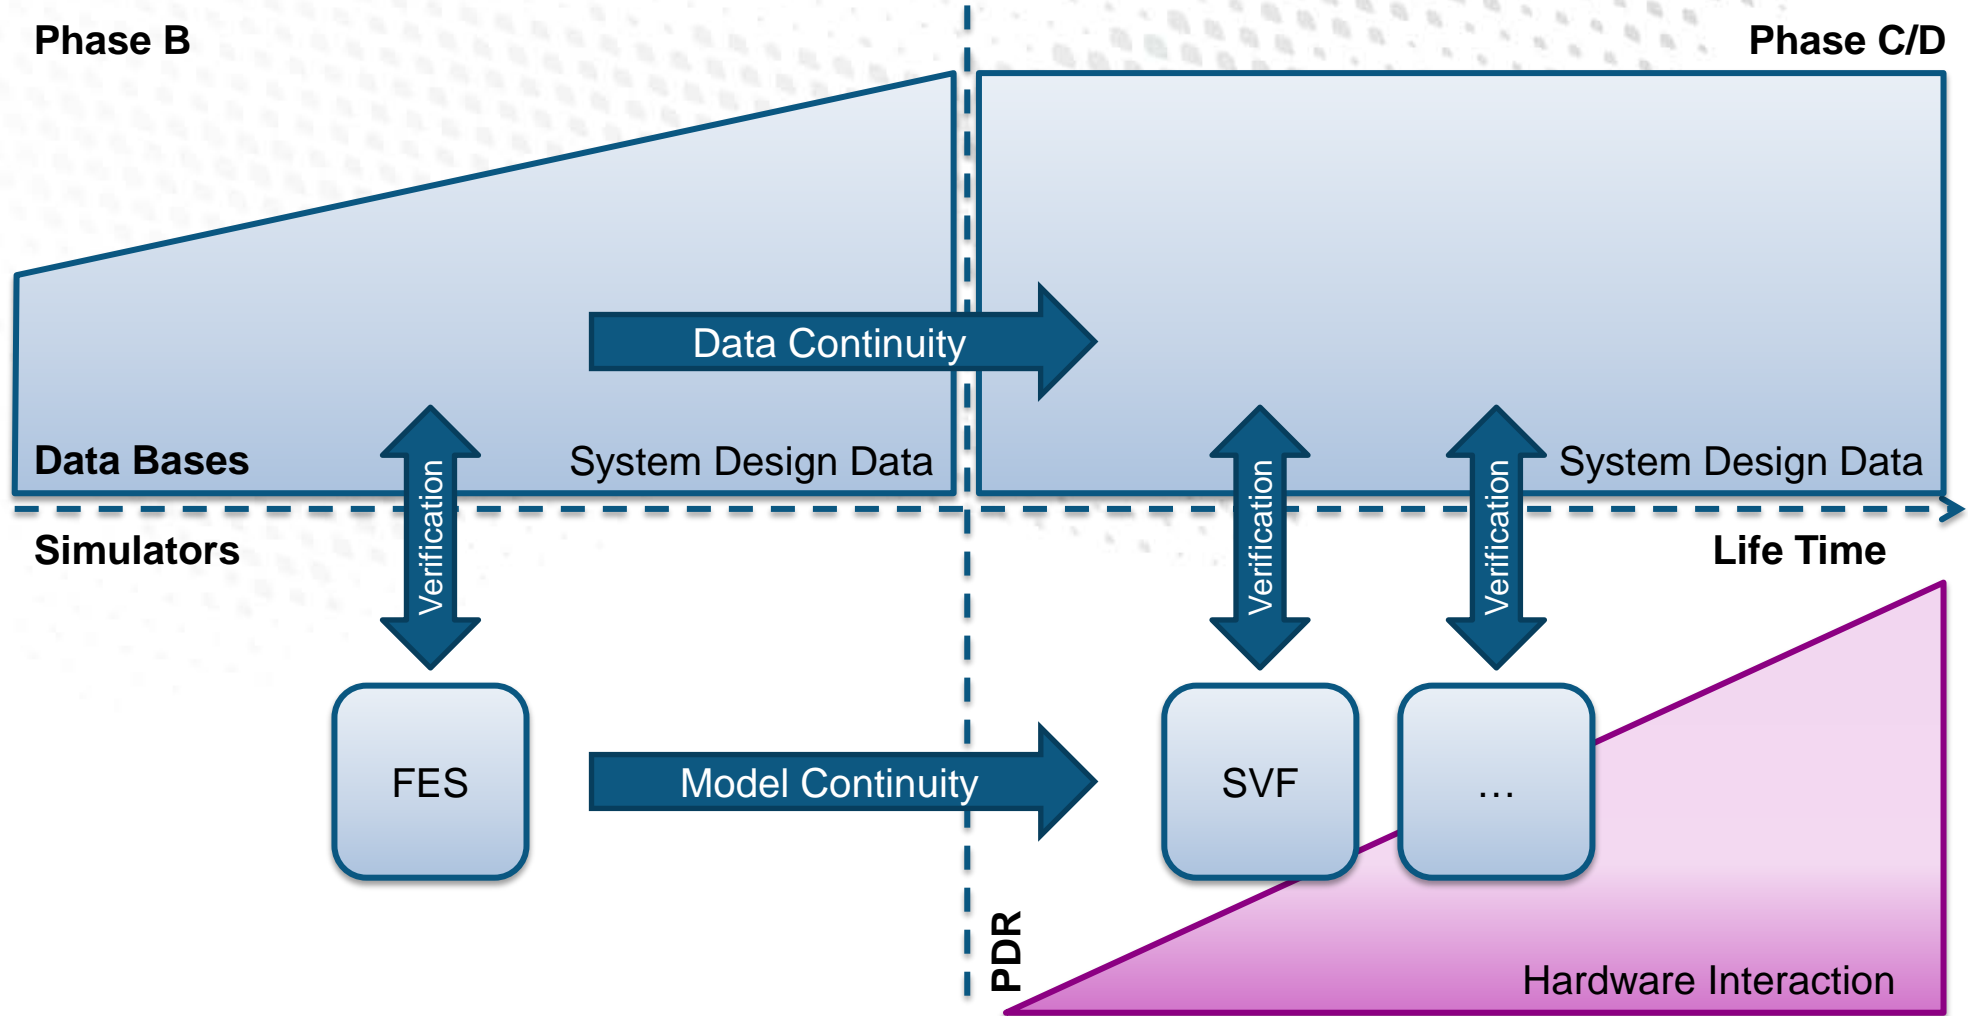 Phase B
Phase C/D
Data Continuity
Data Bases
System Design Data
System Design Data
Verification
Verification
Verification
Simulators
Life Time
FES
Model Continuity
SVF
...
PDR
Hardware Interaction